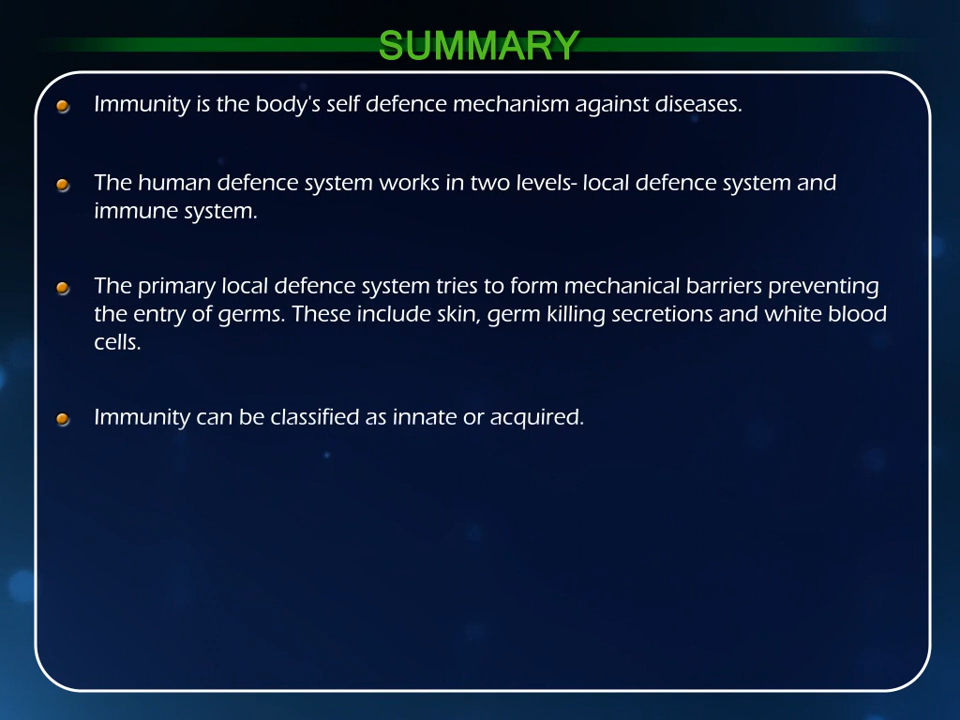 SUMMARY
Immunity is the body's self defence mechanism against diseases.
The human defence system works in two levels- local defence system and
immune system.
The primary local defence system tries to form mechanical barriers preventing
the entry of germs. These include skin, germ killing secretions and white blood
cells.
Immunity can be classified as innate or acquired.